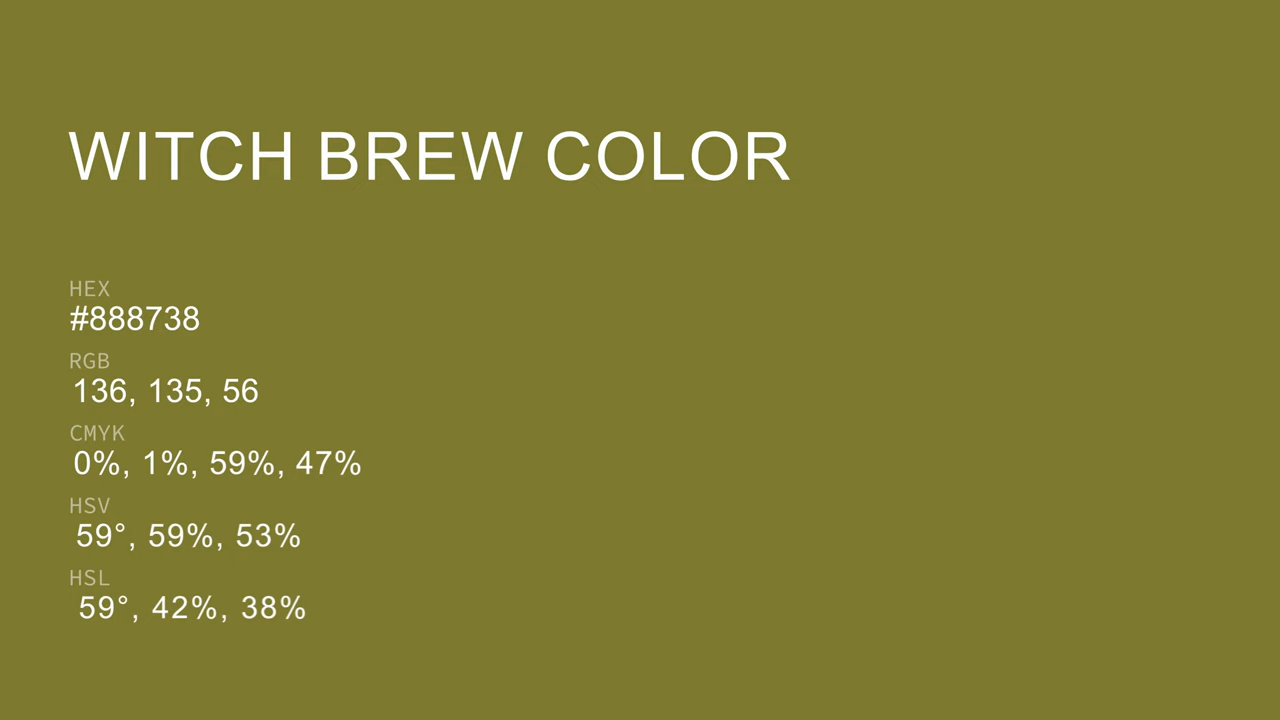 WITCH BREW COLOR
HEX
#888738
RGB
136, 135, 56
CMYK
0%, 1%, 59%, 47%
HSV
59°, 59%, 53%
HSL
59°, 42%, 38%